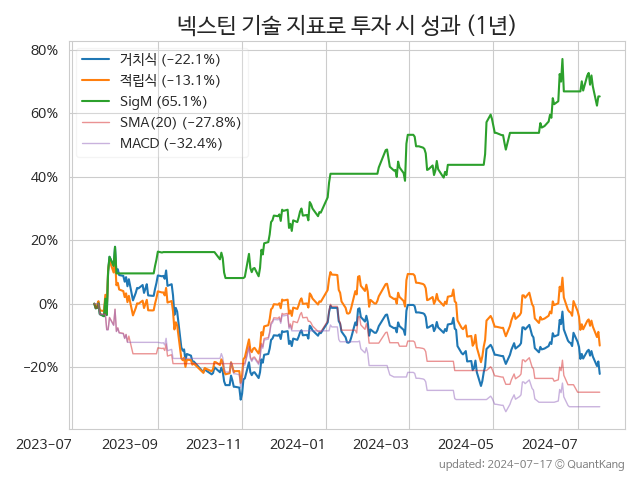 넥스틴 기술 지표로 투자 시 성과 (1년)
80%
60%
40%
20%
0%
−20%
거치식 (−22.1%)
적립식 (−13.1%)
SigM (65.1%)
SMA(20) (−27.8%)
MACD (−32.4%)
2023-07 2023-09 2023-11 2024-01 2024-03 2024-05 2024-07
updated: 2024-07-17 © QuantKang